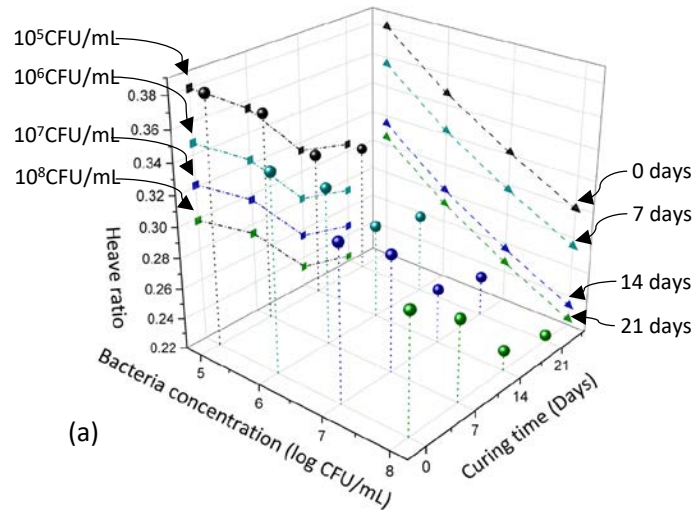 10⁵CFU/mL
10⁶CFU/mL
10⁷CFU/mL
10⁸CFU/mL
0.38
0.36
0.34
0.32
0.30
0.28
0.26
0.24
0.22
Heave ratio
5
6
7
8
Bacteria concentration (log CFU/mL)
0
7
14
21
Curing time (Days)
0 days
7 days
14 days
21 days
(a)